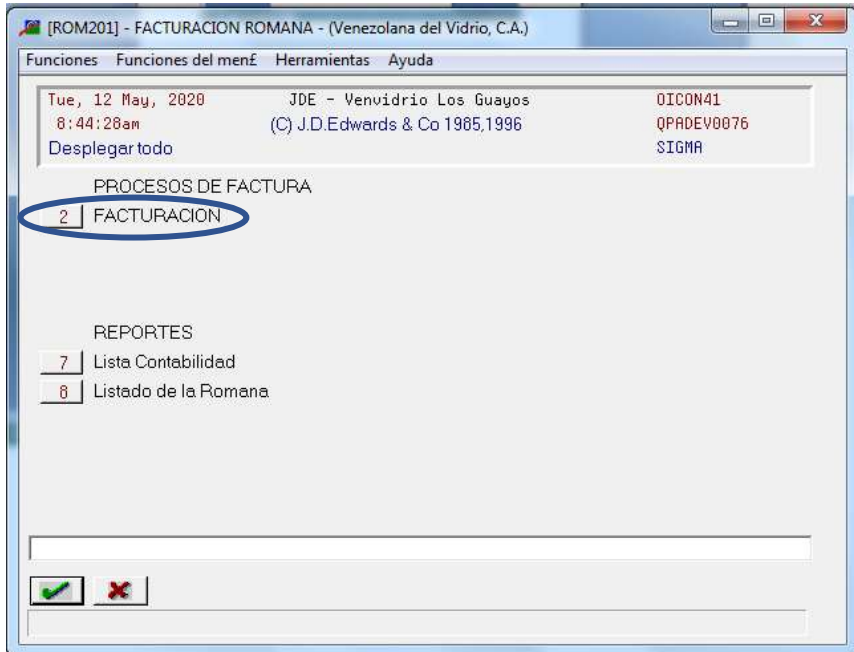 [ROM201] - FACTURACION ROMANA - (Venezolana del Vidrio, C.A.)
Funciones Funciones del men£ Herramientas Ayuda
Tue, 12 May, 2020 JDE - Venvidrio Los Guayos OICON41
8:44:28am (C) J.D.Edwards & Co 1985,1996 QPADEV0076
Desplegar todo SIGMA
PROCESOS DE FACTURA
2 FACTURACION
REPORTES
7 Lista Contabilidad
8 Listado de la Romana